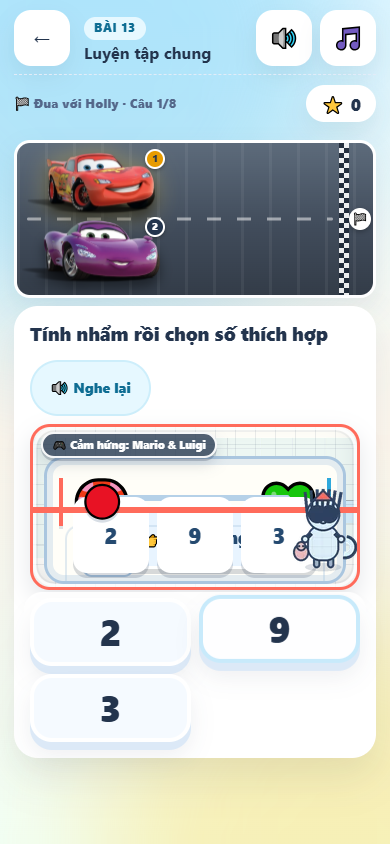 ←
BÀI 13
Luyện tập chung
Đua với Holly · Câu 1/8
0
1
2
Tính nhẩm rồi chọn số thích hợp
Nghe lại
Cảm hứng: Mario & Luigi
2
9
3
2
9
3